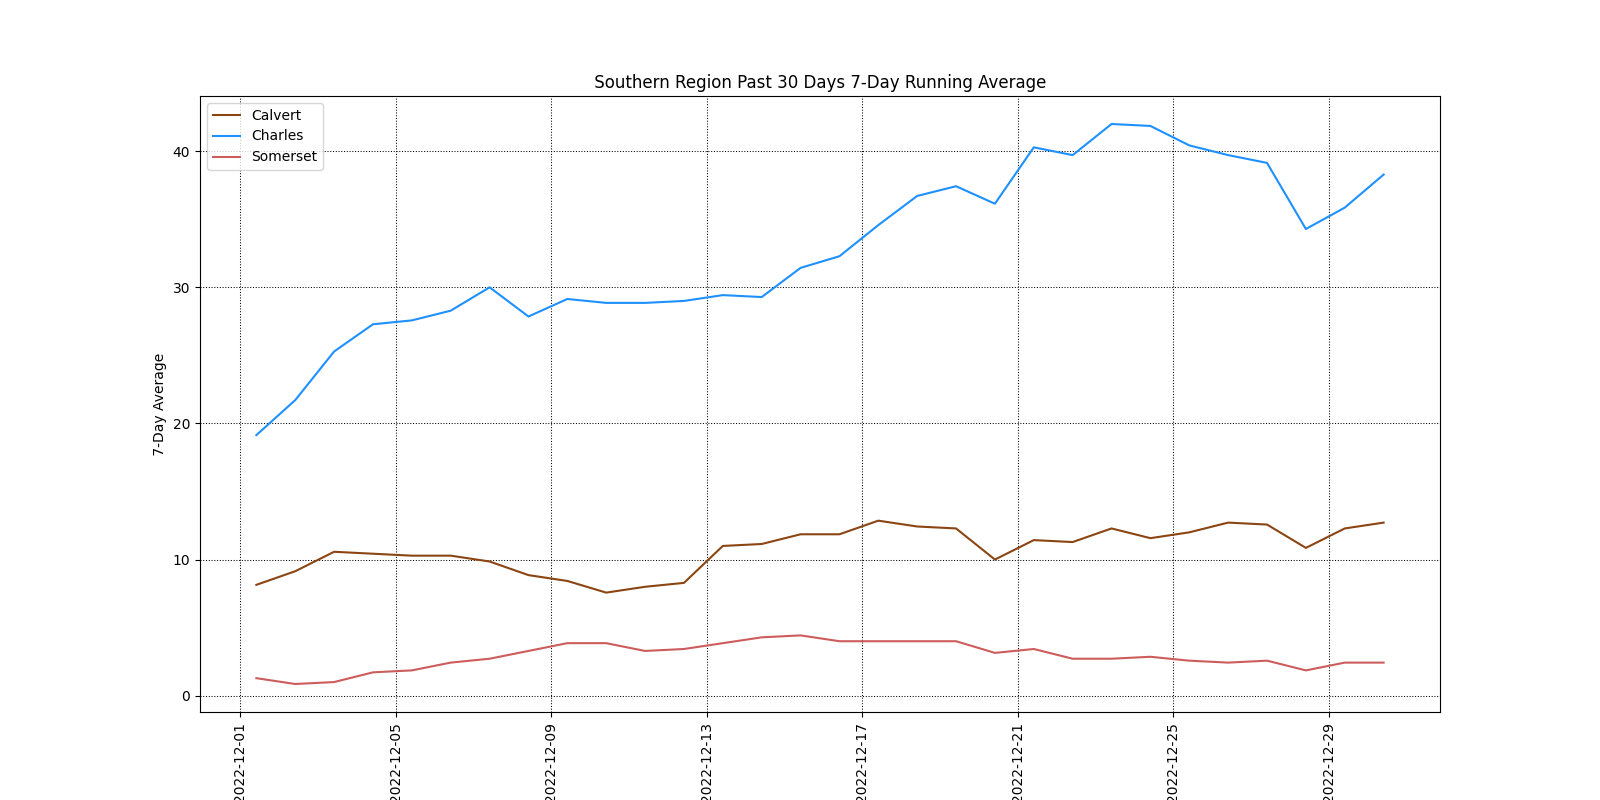 Southern Region Past 30 Days 7-Day Running Average
Calvert
Charles
Somerset
7-Day Average
40
30
20
10
0
2022-12-01
2022-12-05
2022-12-09
2022-12-13
2022-12-17
2022-12-21
2022-12-25
2022-12-29